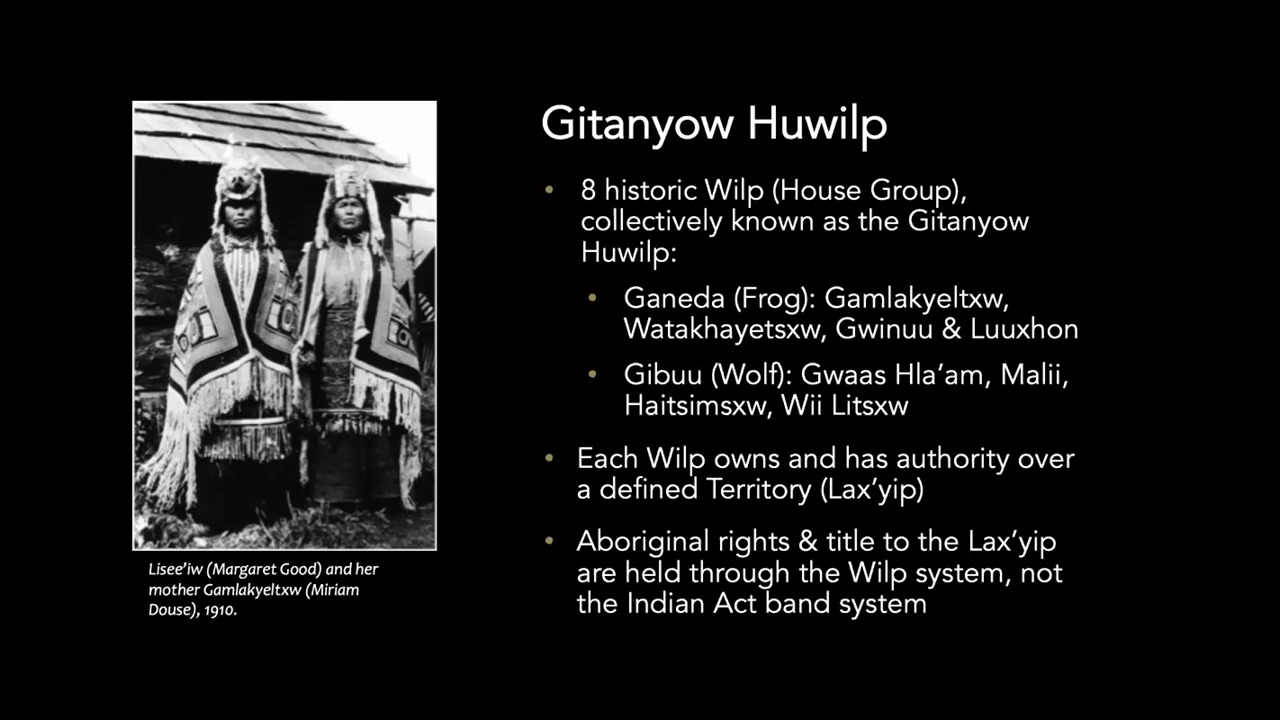 Gitanyow Huwilp
• 8 historic Wilp (House Group),
collectively known as the Gitanyow
Huwilp:
• Ganeda (Frog): Gamlakyeltxw,
Watakhayetsxw, Gwinuu & Luuxhon
• Gibuu (Wolf): Gwaas Hla’am, Malii,
Haitsimsxw, Wii Litsxw
• Each Wilp owns and has authority over
a defined Territory (Lax’yip)
• Aboriginal rights & title to the Lax’yip
are held through the Wilp system, not
the Indian Act band system
Lisee’iw (Margaret Good) and her
mother Gamlakyeltxw (Miriam
Douse), 1910.